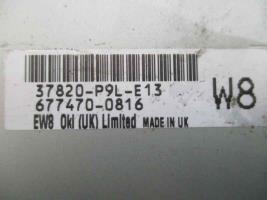 37820-P9L-E13
677470-0816
W8
EW8 Oki (UK) Limited MADE IN UK